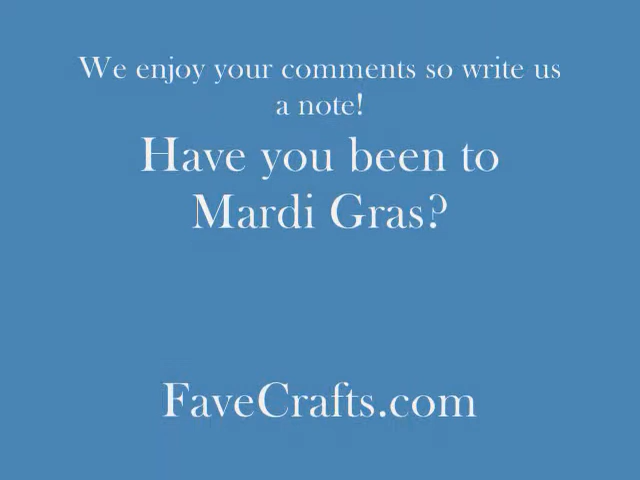 We enjoy your comments so write us
a note!
Have you been to
Mardi Gras?
FaveCrafts.com